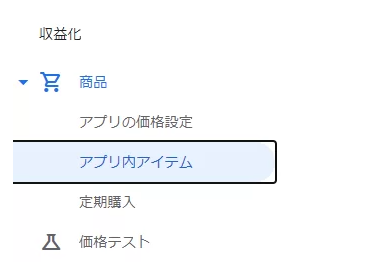 収益化
商品
アプリの価格設定
アプリ内アイテム
定期購入
価格テスト